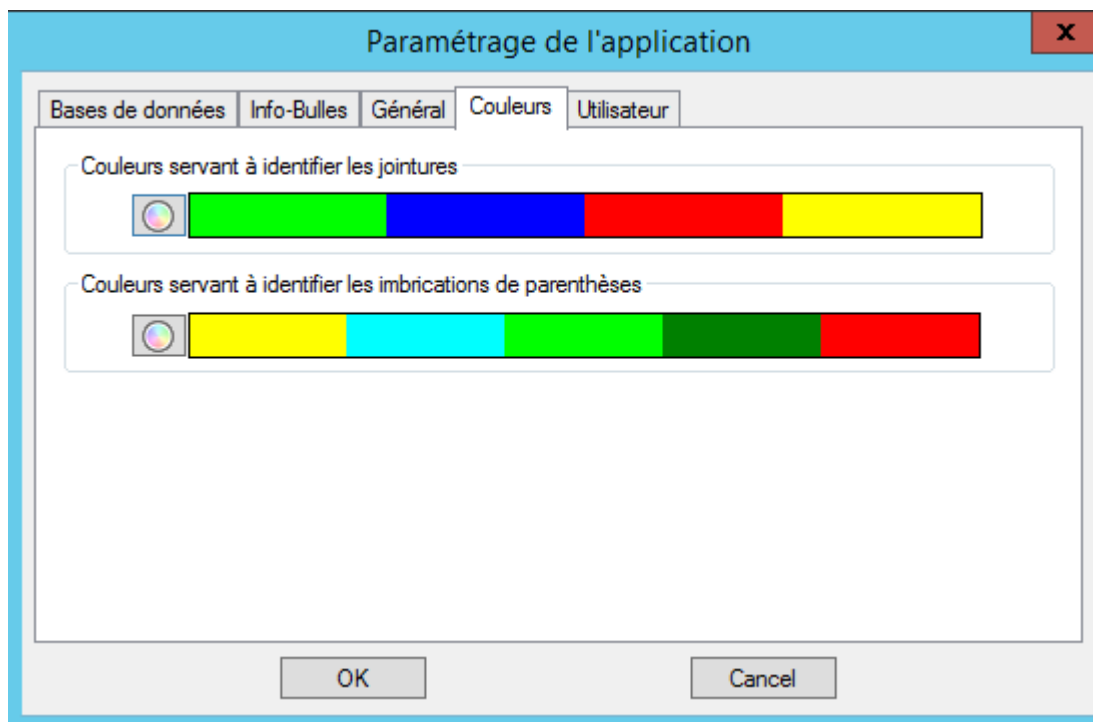 Paramétrage de l'application
x
Bases de données Info-Bulles Général Couleurs Utilisateur
Couleurs servant à identifier les jointures
Couleurs servant à identifier les imbrications de parenthèses
OK Cancel